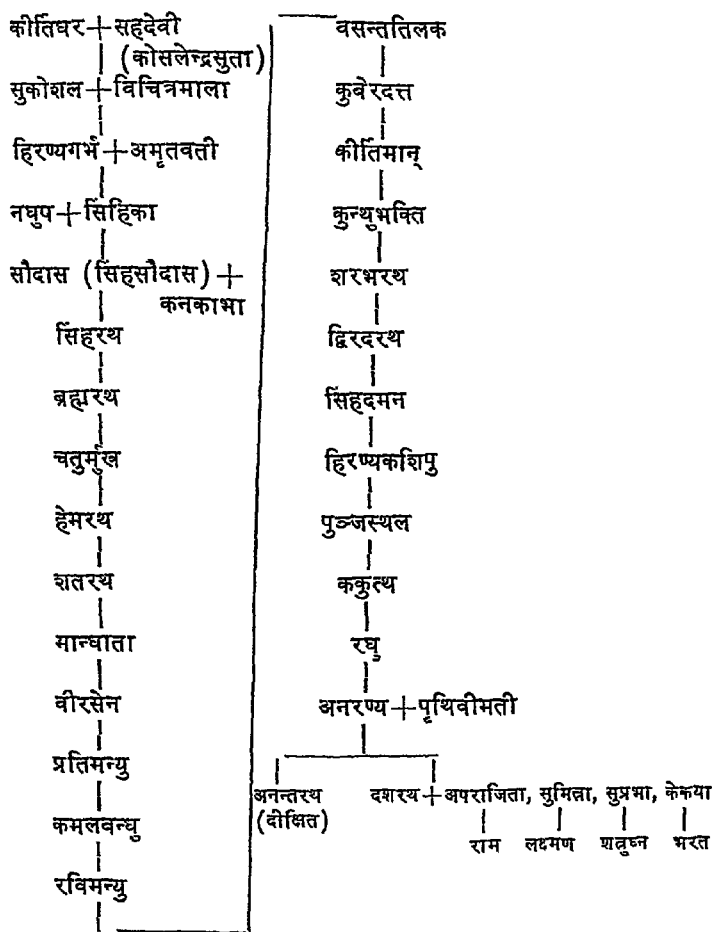 कीर्तिधर + सहदेवी
(कोसलेन्द्रसुता)
सुकोशल + विचित्रमाला
हिरण्यगर्भ + अमृतवती
नघुष + सिंहिका
सौदास (सिंहसौदास) +
कनकाभा
सिंहरथ
ब्रह्मरथ
चतुर्मुख
हेमरथ
शतरथ
मान्धाता
वीरसेन
प्रतिमन्यु
कमलवन्धु
रविमन्यु
वसन्ततिलक
कुवेरदत्त
कीर्तिमान्
कुन्थुभक्ति
शरभरथ
द्विरदरथ
सिंहदमन
हिरण्यकशिपु
पुञ्जस्थल
ककुत्थ
रघु
अनरण्य + पृथिवीमती
अनन्तरथ दशरथ + अपराजिता, सुमित्रा, सुप्रभा, केकया
(दीक्षित)
राम लक्ष्मण शत्रुघ्न भरत